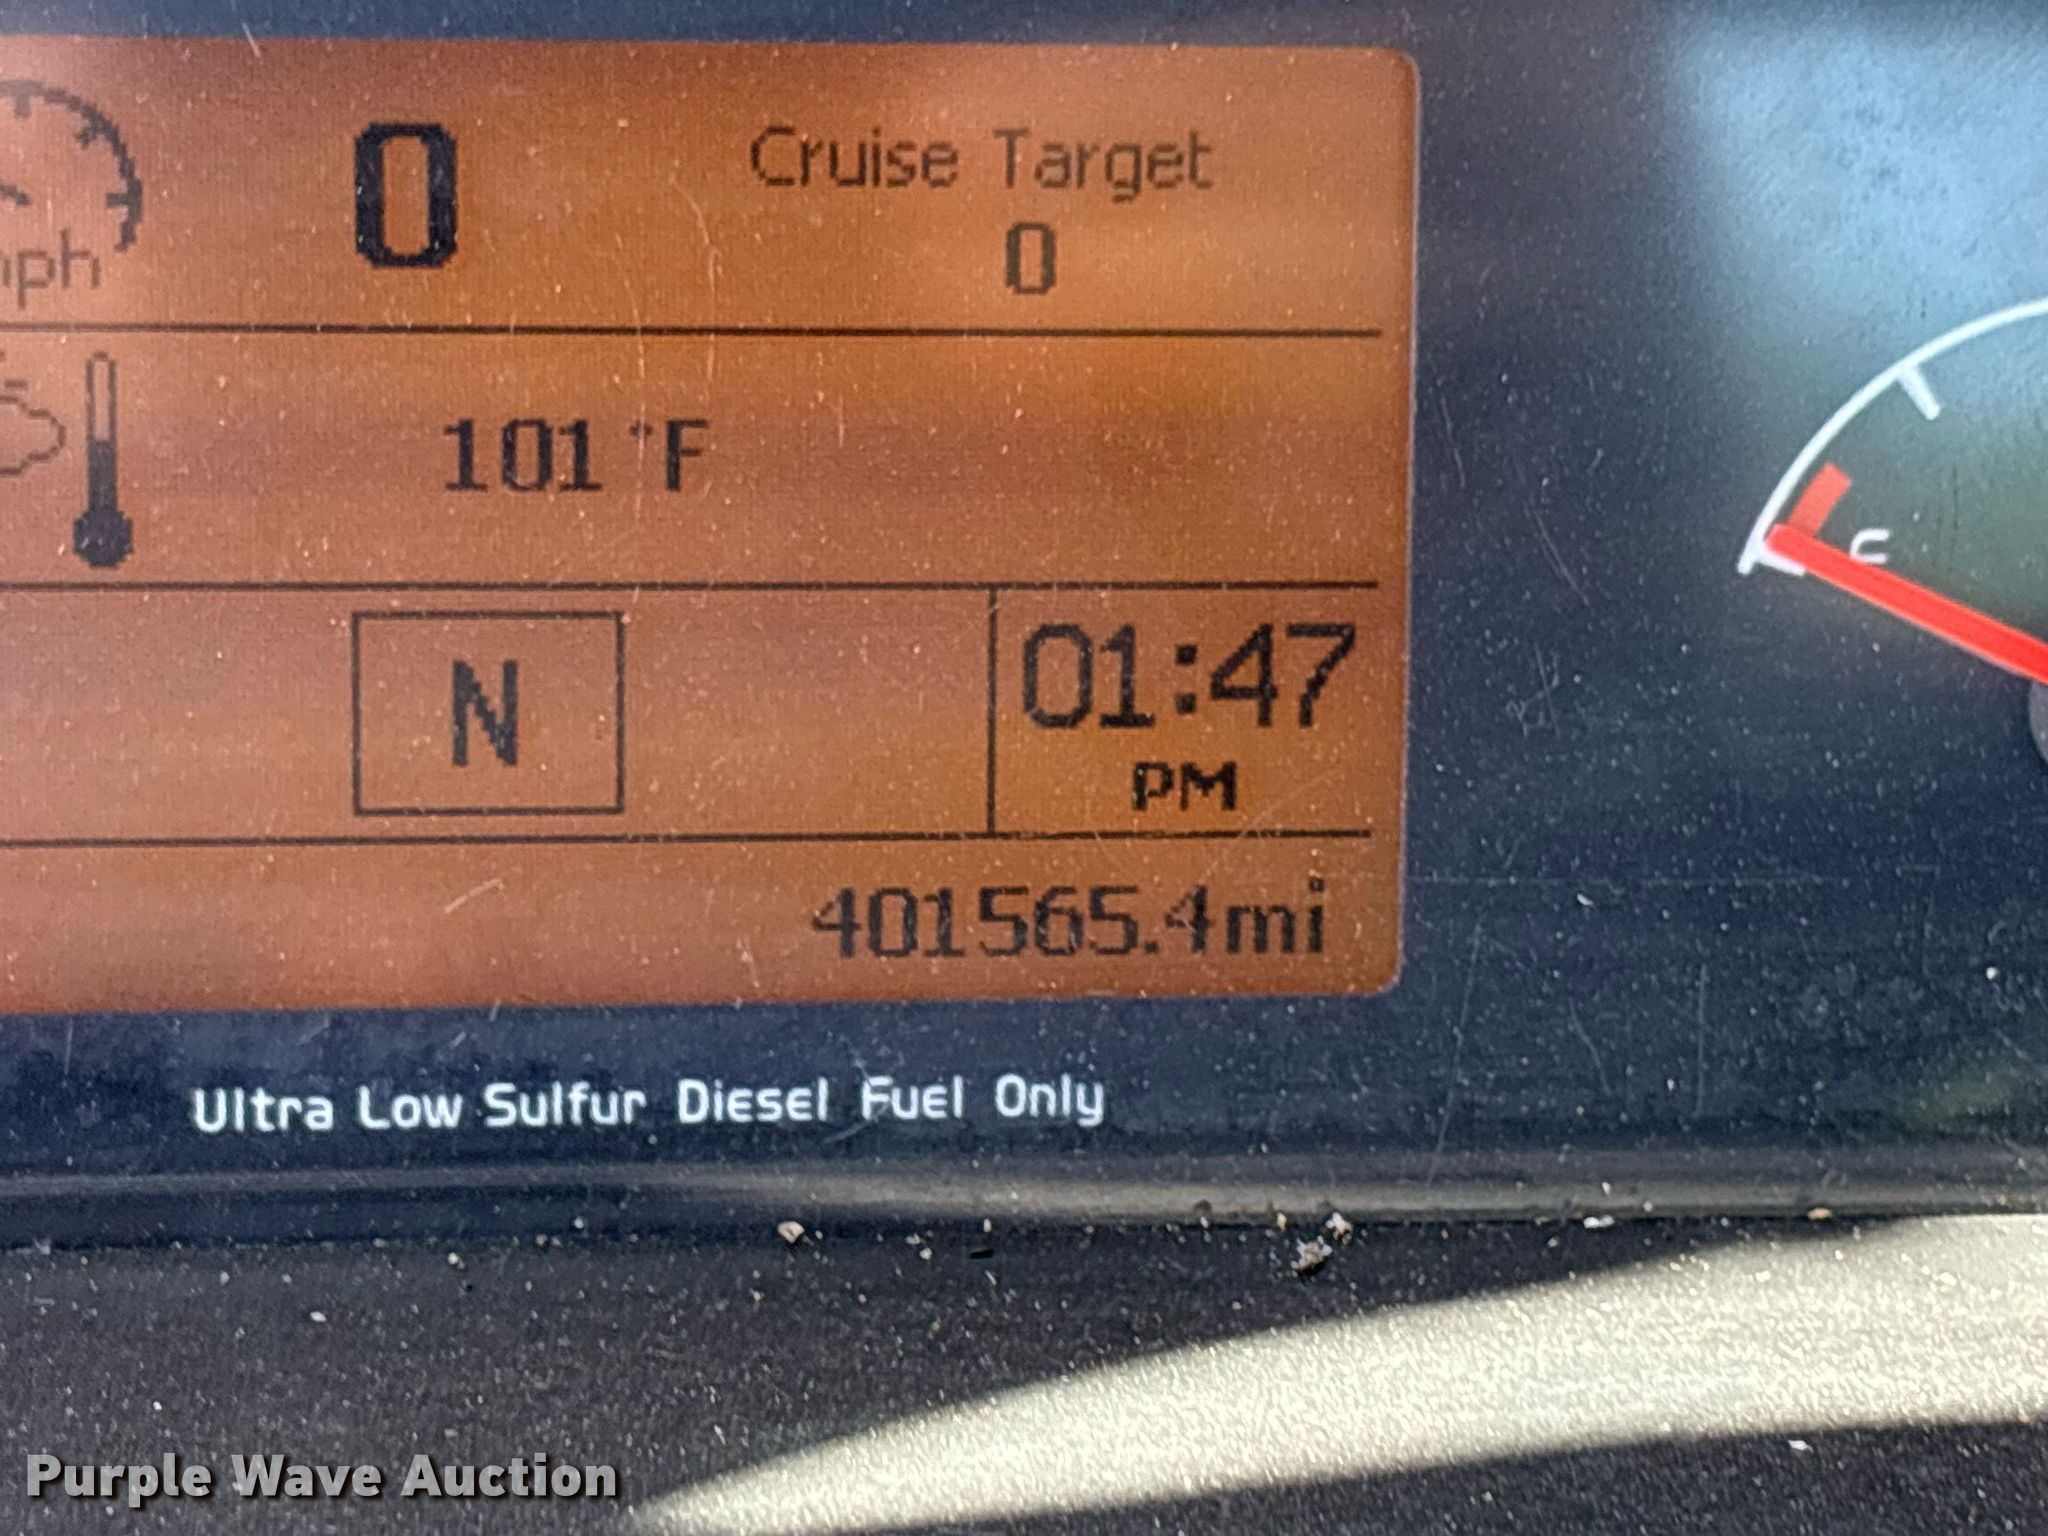 0
Cruise Target
0
mph
101 °F
N
01:47
PM
401565.4mi
C
Ultra Low Sulfur Diesel Fuel Only
Purple Wave Auction